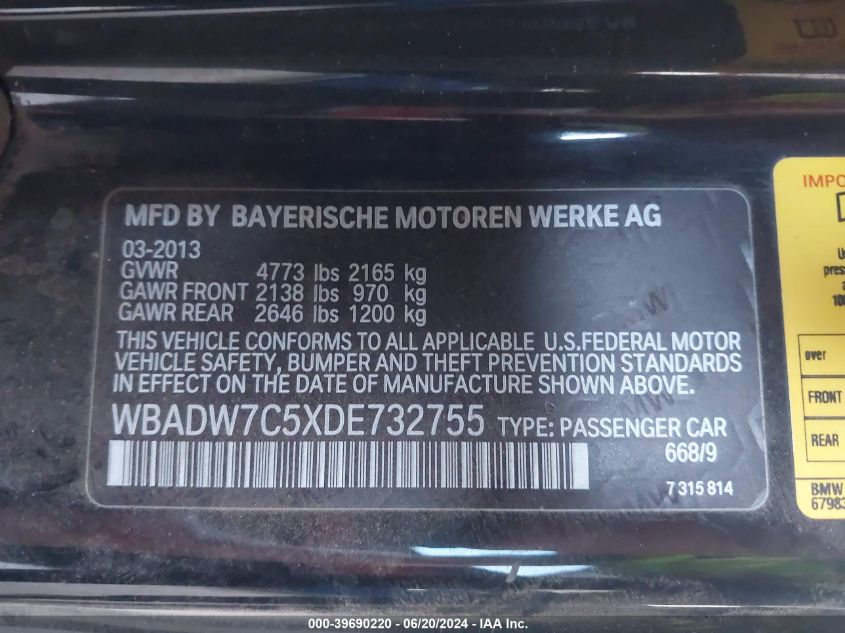 MFD BY BAYERISCHE MOTOREN WERKE AG
03-2013
GVWR 4773 lbs 2165 kg
GAWR FRONT 2138 lbs 970 kg
GAWR REAR 2646 lbs 1200 kg
THIS VEHICLE CONFORMS TO ALL APPLICABLE U.S.FEDERAL MOTOR
VEHICLE SAFETY, BUMPER AND THEFT PREVENTION STANDARDS
IN EFFECT ON THE DATE OF MANUFACTURE SHOWN ABOVE.
WBADW7C5XDE732755 TYPE: PASSENGER CAR
668/9
7 315 814
IMPO
over
FRONT
REAR
BMW
67983
000-39690220 - 06/20/2024 - IAA Inc.